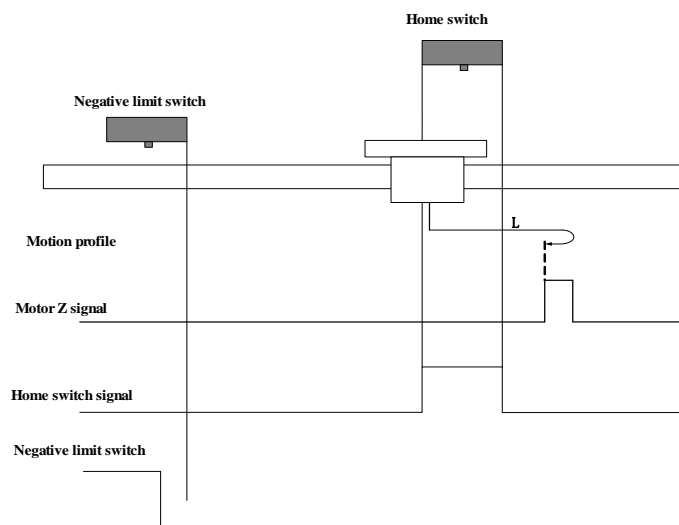 Home switch
Negative limit switch
L
Motion profile
Motor Z signal
Home switch signal
Negative limit switch